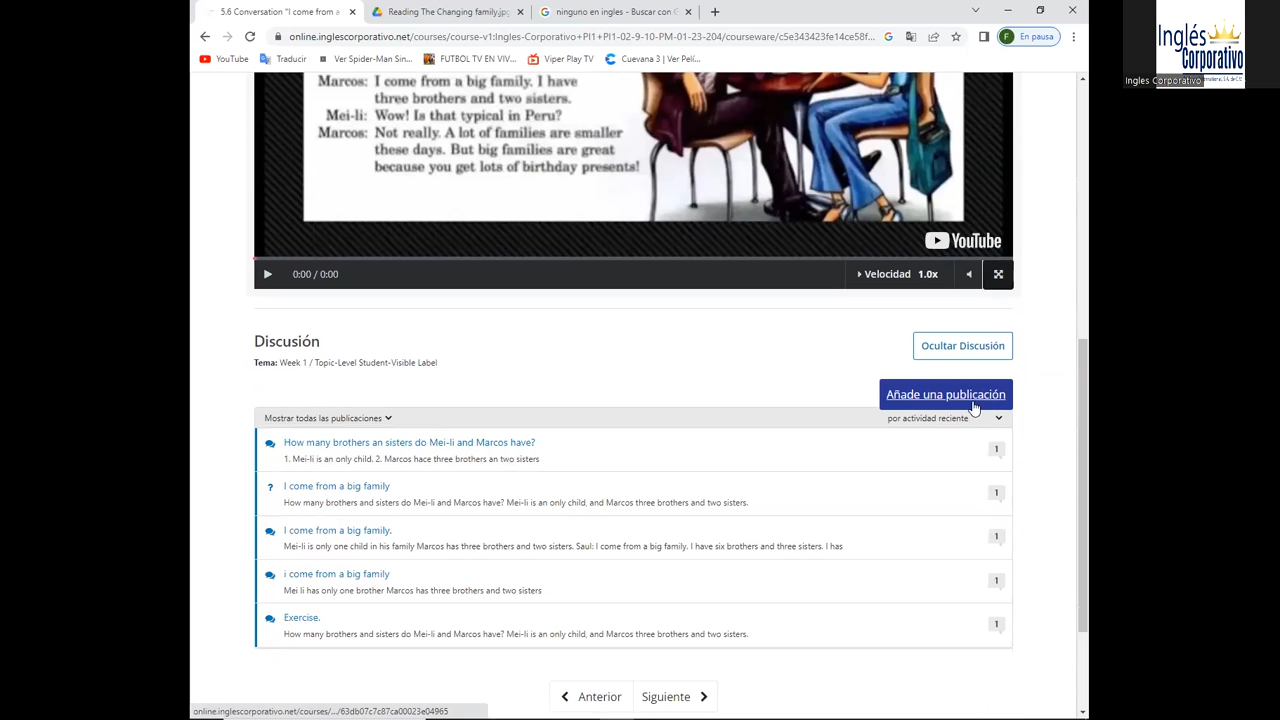 5.6 Conversation "I come from a
Reading The Changing family.jpg
ninguno en ingles - Buscar con G
online.inglescorporativo.net/courses/course-v1:Ingles-Corporativo+PI1+PI1-02-9-10-PM-01-23-204/courseware/c5e343423fe14ce58f...
En pausa
YouTube
Traducir
Ver Spider-Man Sin...
FUTBOL TV EN VIV...
Viper Play TV
Cuevana 3 | Ver Pelí...
Inglés
Corporativo
Ingles Corporativo
Marcos: I come from a big family. I have
three brothers and two sisters.
Mei-li: Wow! Is that typical in Peru?
Marcos: Not really. A lot of families are smaller
these days. But big families are great
because you get lots of birthday presents!
YouTube
0:00 / 0:00
Velocidad 1.0x
Discusión
Ocultar Discusión
Tema: Week 1 / Topic-Level Student-Visible Label
Añade una publicación
Mostrar todas las publicaciones
por actividad reciente
How many brothers an sisters do Mei-li and Marcos have?
1. Mei-li is an only child. 2. Marcos hace three brothers an two sisters
1
I come from a big family
How many brothers and sisters do Mei-li and Marcos have? Mei-li is an only child, and Marcos three brothers and two sisters.
1
I come from a big family.
Mei-li is only one child in his family Marcos has three brothers and two sisters. Saul: I come from a big family. I have six brothers and three sisters. I has
1
i come from a big family
Mei li has only one brother Marcos has three brothers and two sisters
1
Exercise.
How many brothers and sisters do Mei-li and Marcos have? Mei-li is an only child, and Marcos three brothers and two sisters.
1
Anterior
Siguiente
online.inglescorporativo.net/courses/.../63db07c7c87ca00023e04965